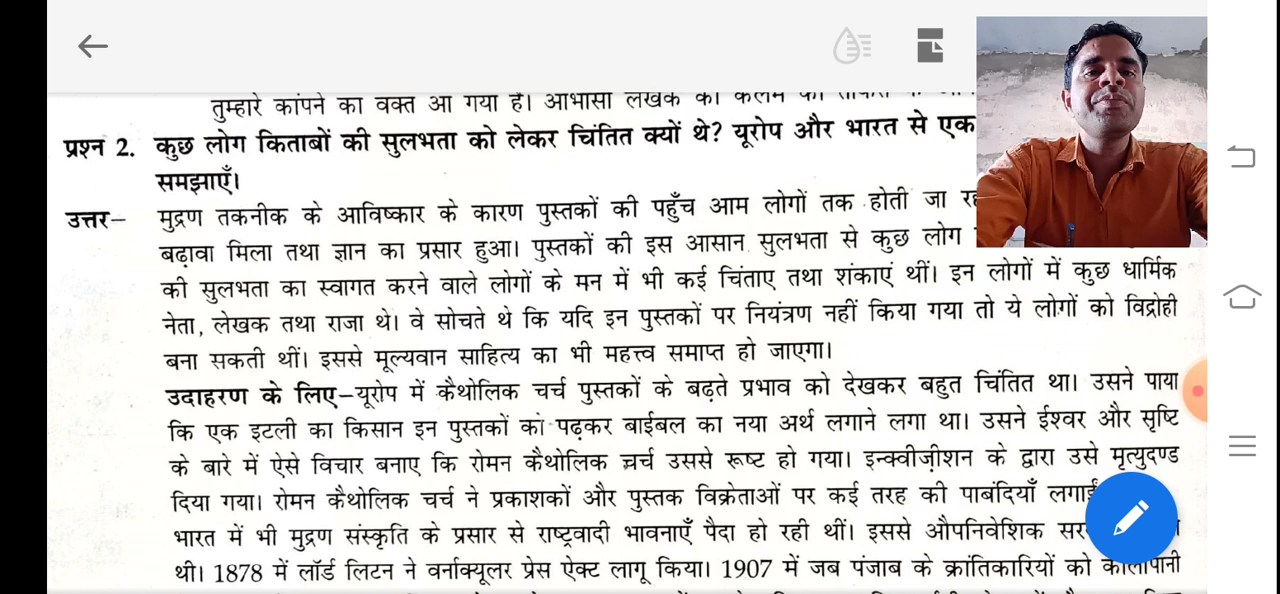 तुम्हारे कांपने का वक्त आ गया है। आभासी लेखक की कलम की ताकत
प्रश्न 2. कुछ लोग किताबों की सुलभता को लेकर चिंतित क्यों थे? यूरोप और भारत से एक
समझाएँ।
उत्तर– मुद्रण तकनीक के आविष्कार के कारण पुस्तकों की पहुँच आम लोगों तक होती जा
बढ़ावा मिला तथा ज्ञान का प्रसार हुआ। पुस्तकों की इस आसान सुलभता से कुछ लोग
की सुलभता का स्वागत करने वाले लोगों के मन में भी कई चिंताए तथा शंकाएं थीं। इन लोगों में कुछ धार्मिक
नेता, लेखक तथा राजा थे। वे सोचते थे कि यदि इन पुस्तकों पर नियंत्रण नहीं किया गया तो ये लोगों को विद्रोही
बना सकती थीं। इससे मूल्यवान साहित्य का भी महत्त्व समाप्त हो जाएगा।
उदाहरण के लिए–यूरोप में कैथोलिक चर्च पुस्तकों के बढ़ते प्रभाव को देखकर बहुत चिंतित था। उसने पाया
कि एक इटली का किसान इन पुस्तकों को पढ़कर बाईबल का नया अर्थ लगाने लगा था। उसने ईश्वर और सृष्टि
के बारे में ऐसे विचार बनाए कि रोमन कैथोलिक चर्च उससे रूष्ट हो गया। इन्क्वीज़ीशन के द्वारा उसे मृत्युदण्ड
दिया गया। रोमन कैथोलिक चर्च ने प्रकाशकों और पुस्तक विक्रेताओं पर कई तरह की पाबंदियाँ लगाईं
भारत में भी मुद्रण संस्कृति के प्रसार से राष्ट्रवादी भावनाएँ पैदा हो रही थीं। इससे औपनिवेशिक
थी। 1878 में लॉर्ड लिटन ने वर्नाक्यूलर प्रेस ऐक्ट लागू किया। 1907 में जब पंजाब के क्रांतिकारियों को कालापानी